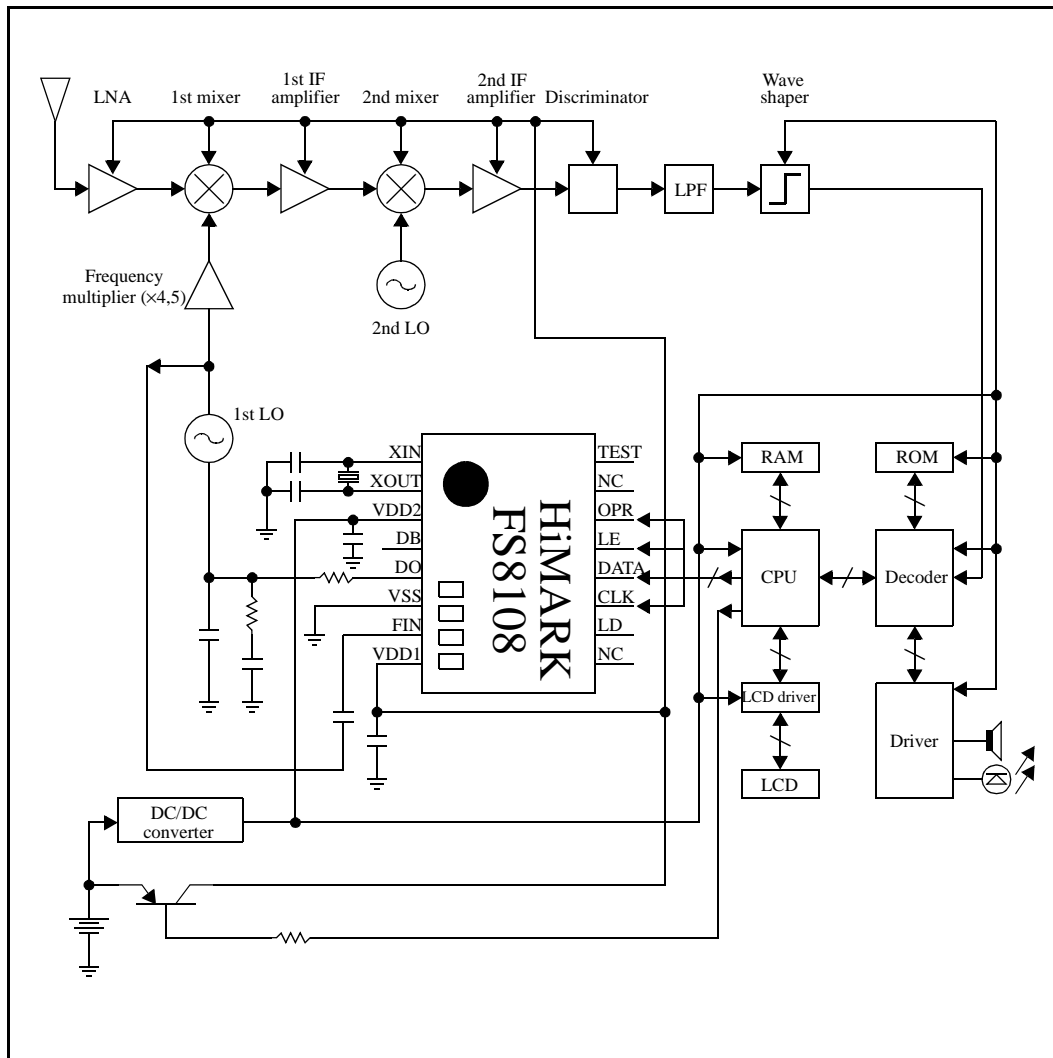 LNA
1st mixer
1st IF
amplifier
2nd mixer
2nd IF
amplifier
Discriminator
Wave
shaper
LPF
Frequency
multiplier (×4,5)
2nd LO
1st LO
XIN
XOUT
VDD2
DB
DO
VSS
FIN
VDD1
HiMARK
FS8108
TEST
NC
OPR
LE
DATA
CLK
LD
NC
RAM
ROM
CPU
Decoder
LCD driver
Driver
LCD
DC/DC
converter